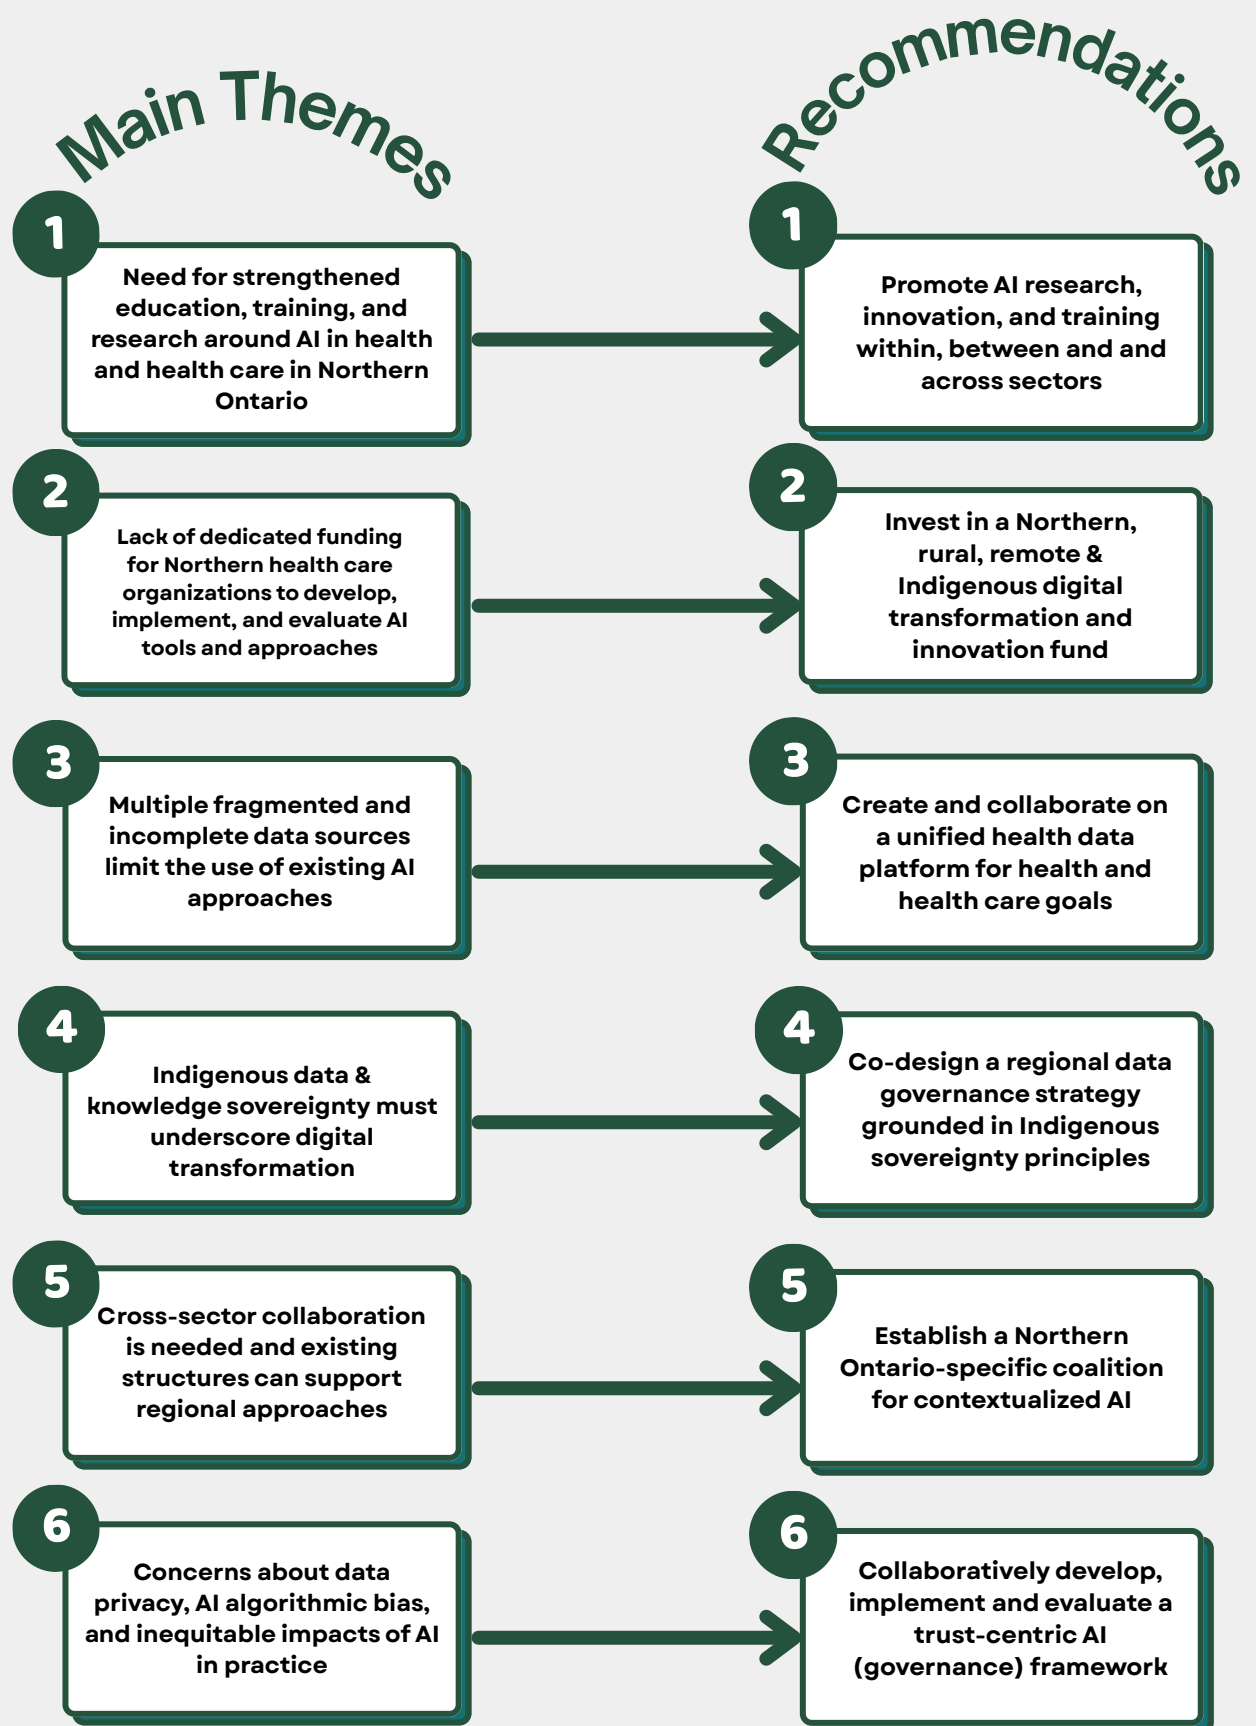 Main Themes
Recommendations
1
Need for strengthened
education, training, and
research around AI in health
and health care in Northern
Ontario
1
Promote AI research,
innovation, and training
within, between and and
across sectors
2
Lack of dedicated funding
for Northern health care
organizations to develop,
implement, and evaluate AI
tools and approaches
2
Invest in a Northern,
rural, remote &
Indigenous digital
transformation and
innovation fund
3
Multiple fragmented and
incomplete data sources
limit the use of existing AI
approaches
3
Create and collaborate on
a unified health data
platform for health and
health care goals
4
Indigenous data &
knowledge sovereignty must
underscore digital
transformation
4
Co-design a regional data
governance strategy
grounded in Indigenous
sovereignty principles
5
Cross-sector collaboration
is needed and existing
structures can support
regional approaches
5
Establish a Northern
Ontario-specific coalition
for contextualized AI
6
Concerns about data
privacy, AI algorithmic bias,
and inequitable impacts of AI
in practice
6
Collaboratively develop,
implement and evaluate a
trust-centric AI
(governance) framework